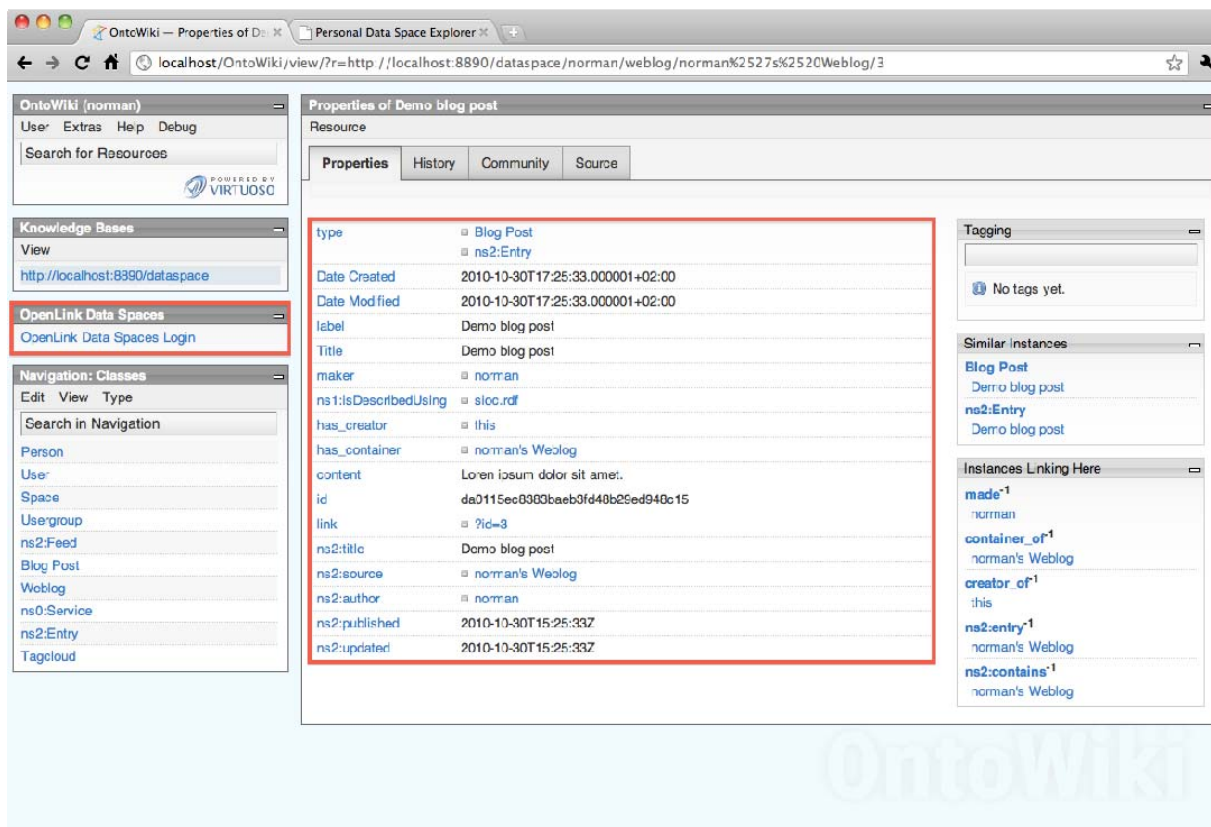 OntoWiki — Properties of De
Personal Data Space Explorer
localhost/OntoWiki/view/?r=http://localhost:8890/dataspace/norman/weblog/norman%2527s%2520Weblog/3
OntoWiki (norman)
User Extras Help Debug
Search for Resources
POWERED BY
VIRTUOSO
Knowledge Bases
View
http://localhost:8890/dataspace
OpenLink Data Spaces
OpenLink Data Spaces Login
Navigation: Classes
Edit View Type
Search in Navigation
Person
User
Space
Usergroup
ns2:Feed
Blog Post
Weblog
ns0:Service
ns2:Entry
Tagcloud
Properties of Demo blog post
Resource
Properties History Community Source
type Blog Post
ns2:Entry
Date Created 2010-10-30T17:25:33.000001+02:00
Date Modified 2010-10-30T17:25:33.000001+02:00
label Demo blog post
Title Demo blog post
maker norman
ns1:isDescribedUsing sioc.rdf
has_creator this
has_container norman's Weblog
content Loren ipsum dolor sit amet.
id
link ?id=3
ns2:title Demo blog post
ns2:source norman's Weblog
ns2:author norman
ns2:published 2010-10-30T15:25:33Z
ns2:updated 2010-10-30T15:25:33Z
Tagging
No tags yet.
Similar Instances
Blog Post
Demo blog post
ns2:Entry
Demo blog post
Instances Linking Here
made-1
norman
container_of-1
norman's Weblog
creator_of-1
this
ns2:entry-1
norman's Weblog
ns2:contains-1
norman's Weblog
OntoWiki